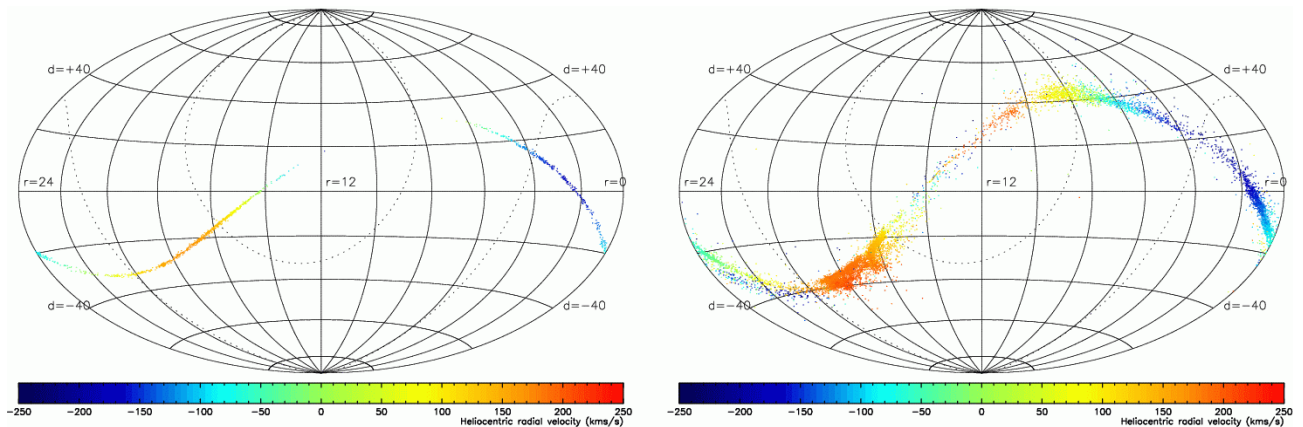 d=+40 d=+40 d=+40 d=+40
r=24 r=12 r=0 r=24 r=12 r=0
d=−40 d=−40 d=−40 d=−40
−250 −200 −150 −100 −50 0 50 100 150 200 250 −250 −200 −150 −100 −50 0 50 100 150 200 250
Heliocentric radial velocity (kms/s) Heliocentric radial velocity (kms/s)